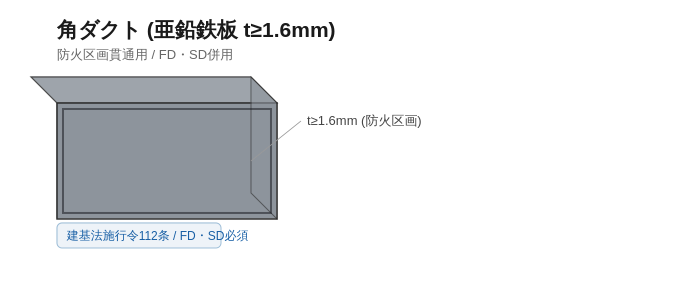 角ダクト (亜鉛鉄板 t≥1.6mm)
防火区画貫通用 / FD・SD併用
t≥1.6mm (防火区画)
建基法施行令112条 / FD・SD必須